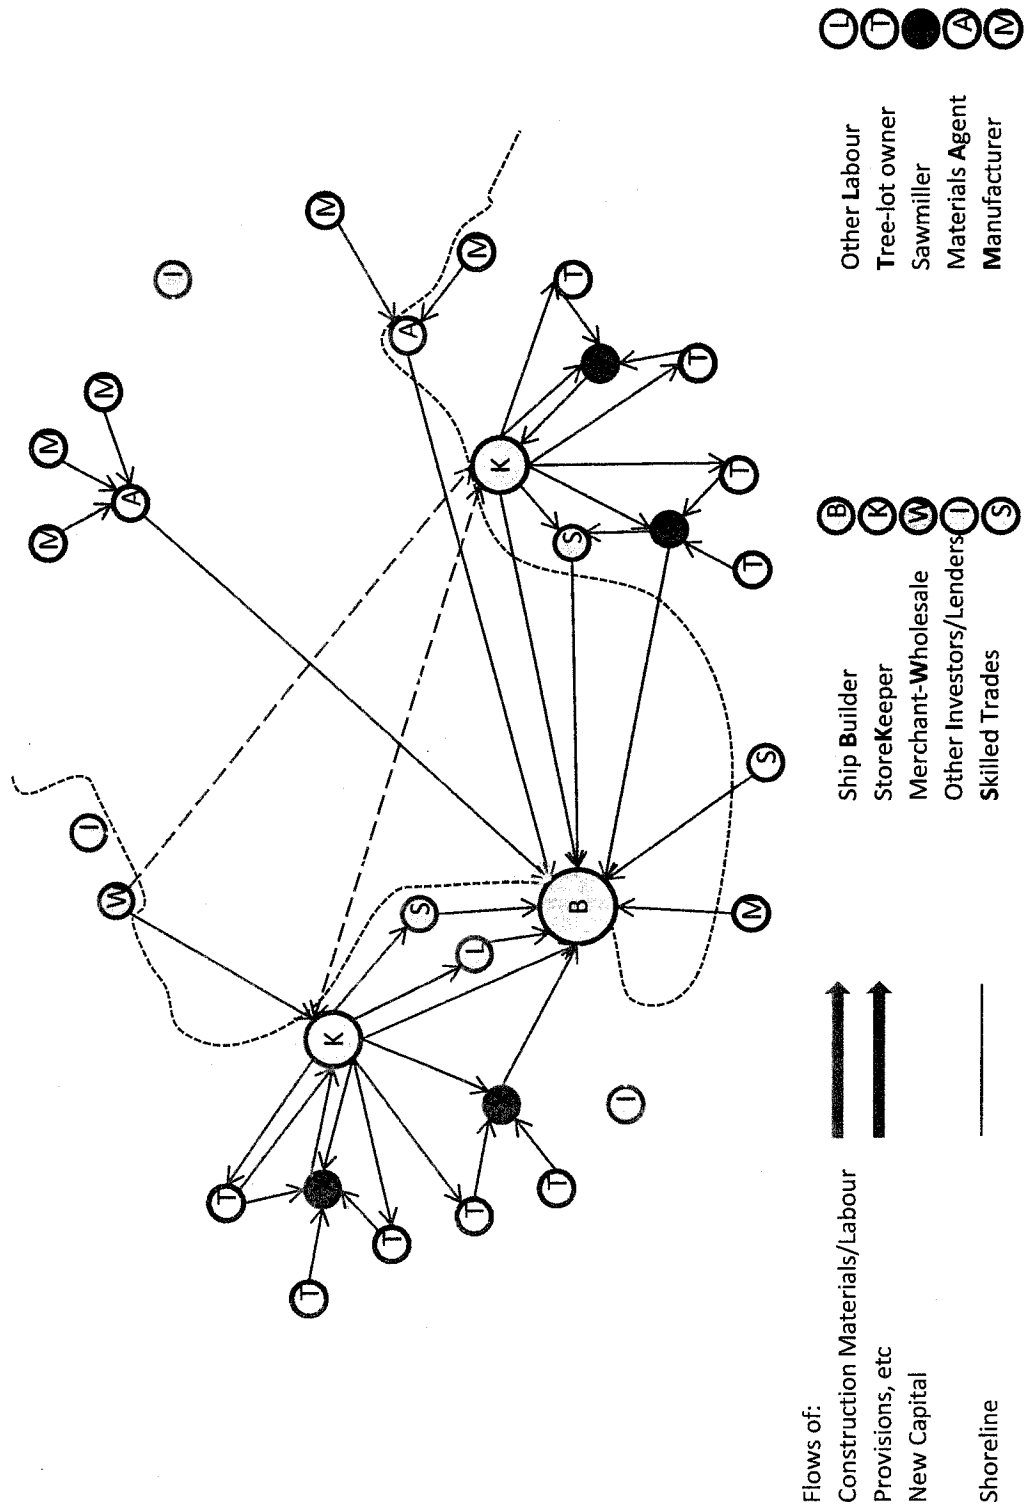 M
M
I
M
W
A
I
T
T
M
K
T
A
S
T
L
M
K
T
S
T
B
I
T
T
M
T
S
Flows of:
Construction Materials/Labour
Provisions, etc
New Capital
Shoreline
Ship Builder B
StoreKeeper K
Merchant-Wholesale W
Other Investors/Lenders I
Skilled Trades S
Other Labour L
Tree-lot owner T
Sawmiller
Materials Agent A
Manufacturer M